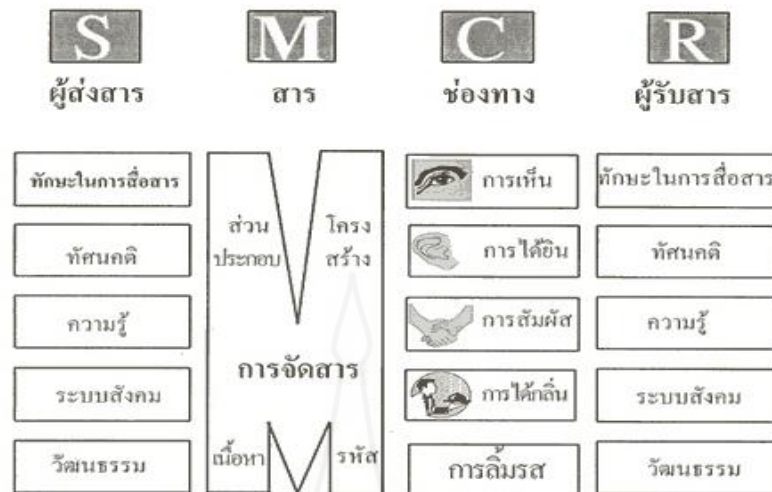 S M C R
ผู้ส่งสาร สาร ช่องทาง ผู้รับสาร
ทักษะในการสื่อสาร
ทัศนคติ
ความรู้
ระบบสังคม
วัฒนธรรม
ส่วน
ประกอบ
โครง
สร้าง
การจัดสาร
เนื้อหา
รหัส
การเห็น
การได้ยิน
การสัมผัส
การได้กลิ่น
การลิ้มรส
ทักษะในการสื่อสาร
ทัศนคติ
ความรู้
ระบบสังคม
วัฒนธรรม